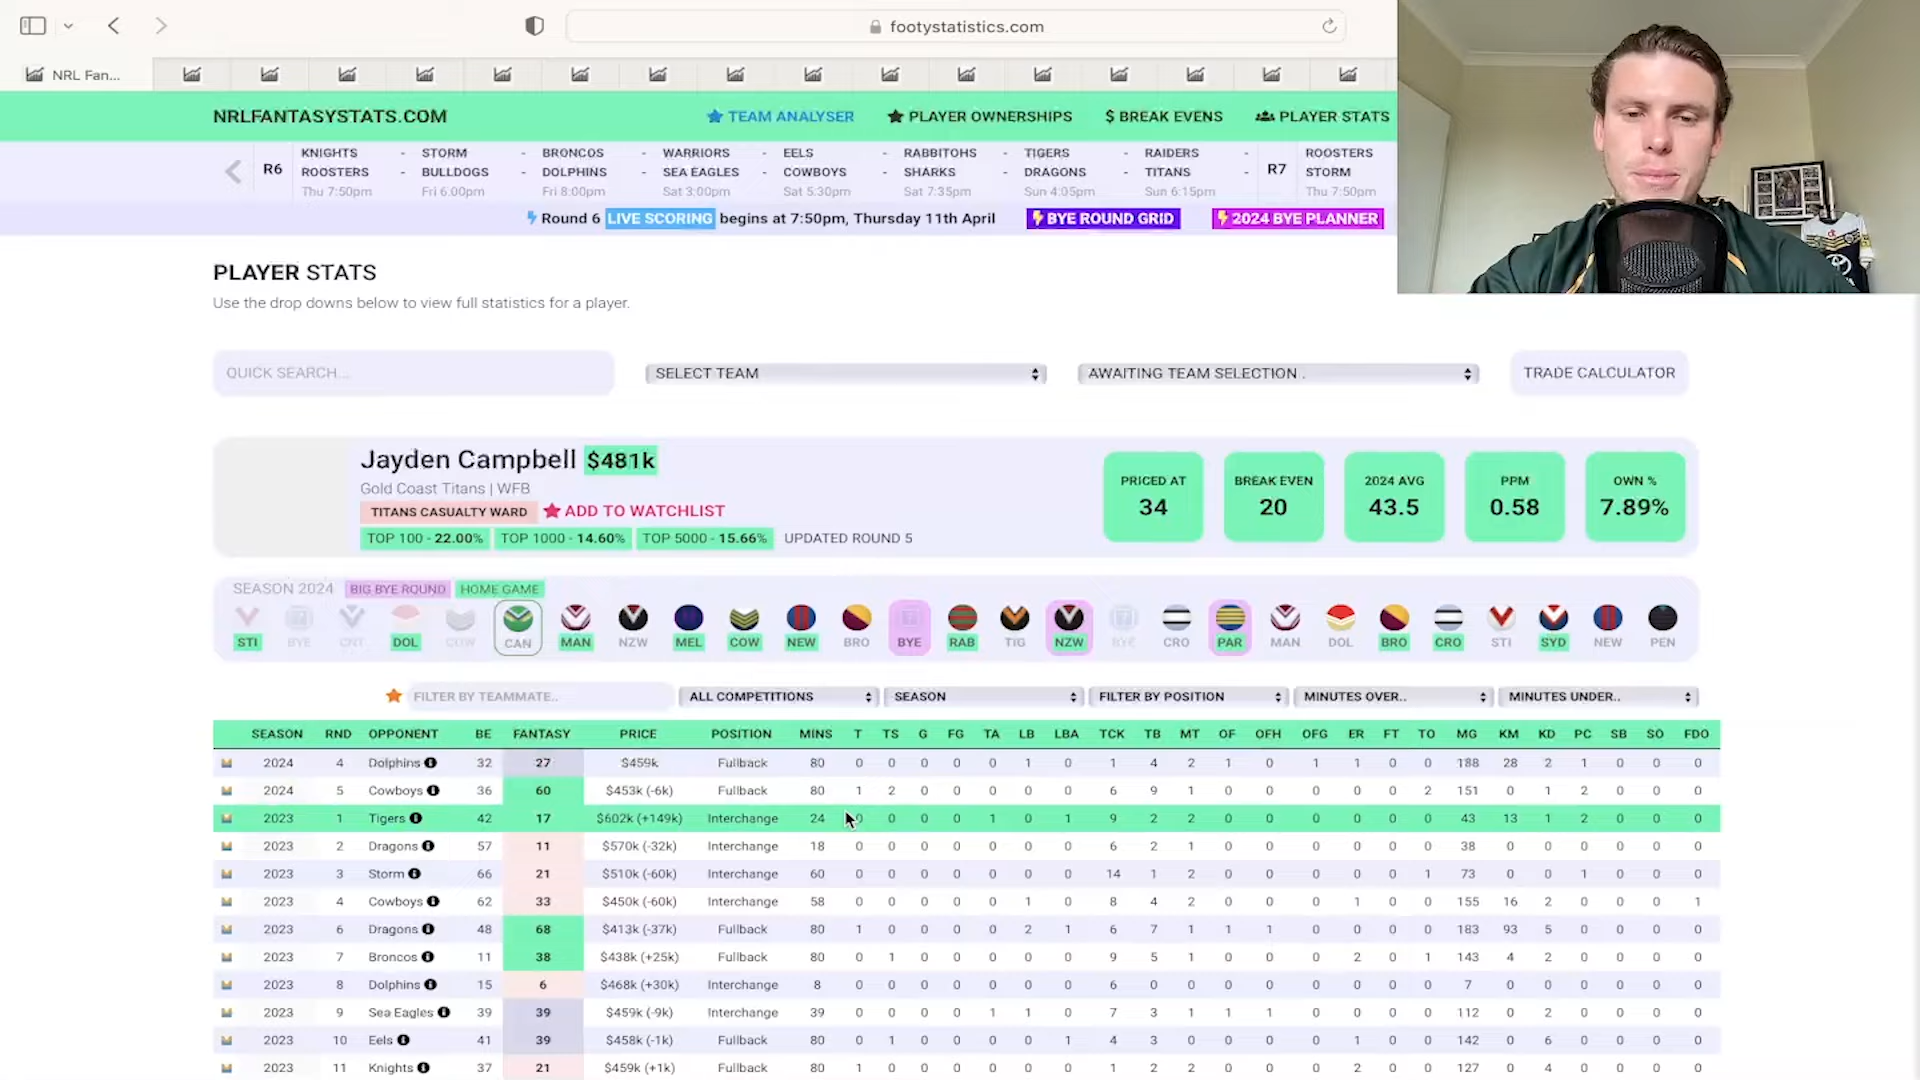 footystatistics.com
NRL Fan...
NRLFANTASYSTATS.COM
TEAM ANALYSER PLAYER OWNERSHIPS $ BREAK EVENS PLAYER STATS
R6 KNIGHTS - STORM - BRONCOS - WARRIORS - EELS - RABBITOHS - TIGERS - RAIDERS - R7 ROOSTERS
ROOSTERS - BULLDOGS - DOLPHINS - SEA EAGLES - COWBOYS - SHARKS - DRAGONS - TITANS - STORM
Thu 7:50pm Fri 6.00pm Fri 8:00pm Sat 3:00pm Sat 5:30pm Sat 7:35pm Sun 4:05pm Sun 6:15pm Thu 7:50pm
Round 6 LIVE SCORING begins at 7:50pm, Thursday 11th April BYE ROUND GRID 2024 BYE PLANNER
PLAYER STATS
Use the drop downs below to view full statistics for a player.
QUICK SEARCH... SELECT TEAM AWAITING TEAM SELECTION . TRADE CALCULATOR
Jayden Campbell $481k
Gold Coast Titans | WFB
TITANS CASUALTY WARD ADD TO WATCHLIST
TOP 100 - 22.00% TOP 1000 - 14.60% TOP 5000 - 15.66% UPDATED ROUND 5
PRICED AT BREAK EVEN 2024 AVG PPM OWN %
34 20 43.5 0.58 7.89%
SEASON 2024 BIG BYE ROUND HOME GAME
STI BYE CNT DOL COW CAN MAN NZW MEL COW NEW BRO BYE RAB TIG NZW BYE CRO PAR MAN DOL BRO CRO STI SYD NEW PEN
FILTER BY TEAMMATE.. ALL COMPETITIONS SEASON FILTER BY POSITION MINUTES OVER.. MINUTES UNDER..
SEASON RND OPPONENT BE FANTASY PRICE POSITION MINS T TS G FG TA LB LBA TCK TB MT OF OFH OFG ER FT TO MG KM KD PC SB SO FDO
2024 4 Dolphins 32 27 $459k Fullback 80 0 0 0 0 0 1 0 1 4 2 1 0 1 1 0 0 188 28 2 1 0 0 0
2024 5 Cowboys 36 60 $453k (-6k) Fullback 80 1 2 0 0 0 0 0 6 9 1 0 0 0 0 0 2 151 0 1 2 0 0 0
2023 1 Tigers 42 17 $602k (+149k) Interchange 24 0 0 0 0 1 0 1 9 2 2 0 0 0 0 0 0 43 13 1 2 0 0 0
2023 2 Dragons 57 11 $570k (-32k) Interchange 18 0 0 0 0 0 0 0 6 2 1 0 0 0 0 0 0 38 0 0 0 0 0 0
2023 3 Storm 66 21 $510k (-60k) Interchange 60 0 0 0 0 0 0 0 14 1 2 0 0 0 0 0 1 73 0 0 1 0 0 0
2023 4 Cowboys 62 33 $450k (-60k) Interchange 58 0 0 0 0 0 1 0 8 4 2 0 0 0 1 0 0 155 16 2 0 0 0 1
2023 6 Dragons 48 68 $413k (-37k) Fullback 80 1 0 0 0 0 2 1 6 7 1 1 1 0 0 0 0 183 93 5 0 0 0 0
2023 7 Broncos 11 38 $438k (+25k) Fullback 80 0 1 0 0 0 0 0 9 5 1 0 0 0 2 0 1 143 4 2 0 0 0 0
2023 8 Dolphins 15 6 $468k (+30k) Interchange 8 0 0 0 0 0 0 0 6 0 0 0 0 0 0 0 0 7 0 0 0 0 0 0
2023 9 Sea Eagles 39 39 $459k (-9k) Interchange 39 0 0 0 0 1 1 0 7 3 1 1 1 0 0 0 0 112 0 2 0 0 0 0
2023 10 Eels 41 39 $458k (-1k) Fullback 80 0 1 0 0 0 0 1 4 3 0 0 0 0 1 0 0 142 0 6 0 0 0 0
2023 11 Knights 37 21 $459k (+1k) Fullback 80 1 0 0 0 0 0 0 1 2 2 0 0 0 2 0 0 127 0 4 0 0 0 0